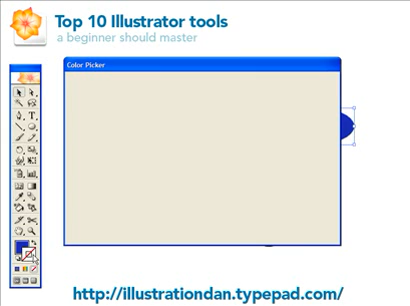 Top 10 Illustrator tools
a beginner should master
Color Picker
T
http://illustrationdan.typepad.com/